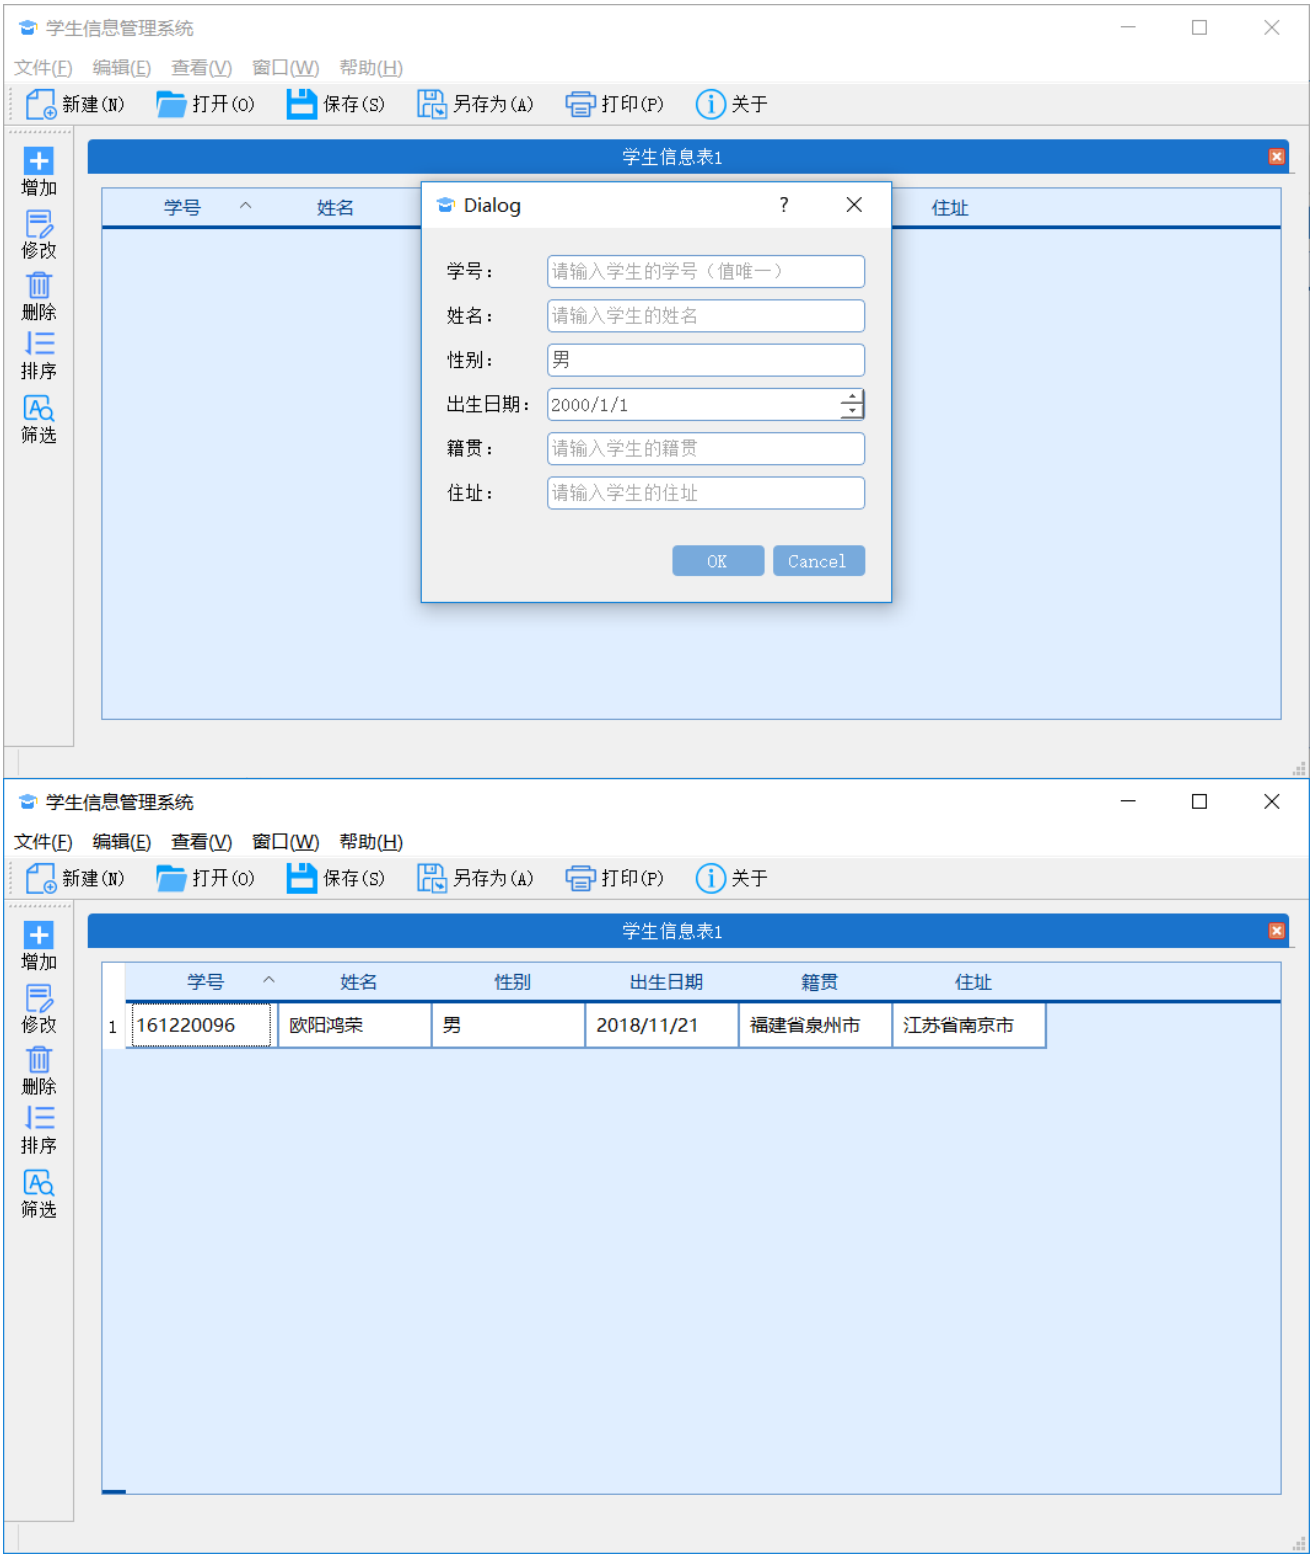 学生信息管理系统
文件(F) 编辑(E) 查看(V) 窗口(W) 帮助(H)
新建(N) 打开(O) 保存(S) 另存为(A) 打印(P) 关于
学生信息表1
增加
修改
删除
排序
筛选
学号 姓名 住址
Dialog ?
学号： 请输入学生的学号（值唯一）
姓名： 请输入学生的姓名
性别： 男
出生日期： 2000/1/1
籍贯： 请输入学生的籍贯
住址： 请输入学生的住址
OK Cancel
学生信息管理系统
文件(F) 编辑(E) 查看(V) 窗口(W) 帮助(H)
新建(N) 打开(O) 保存(S) 另存为(A) 打印(P) 关于
学生信息表1
增加
修改
删除
排序
筛选
学号 姓名 性别 出生日期 籍贯 住址
1 161220096 欧阳鸿荣 男 2018/11/21 福建省泉州市 江苏省南京市